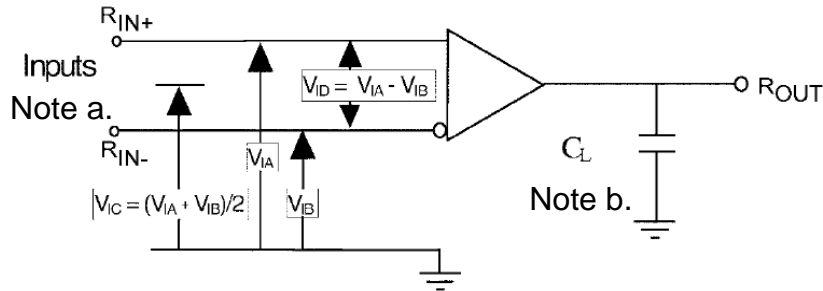 RIN+
Inputs
Note a.
RIN-
VID = VIA - VIB
VIA
VIC = (VIA + VIB)/2
VIB
ROUT
CL
Note b.